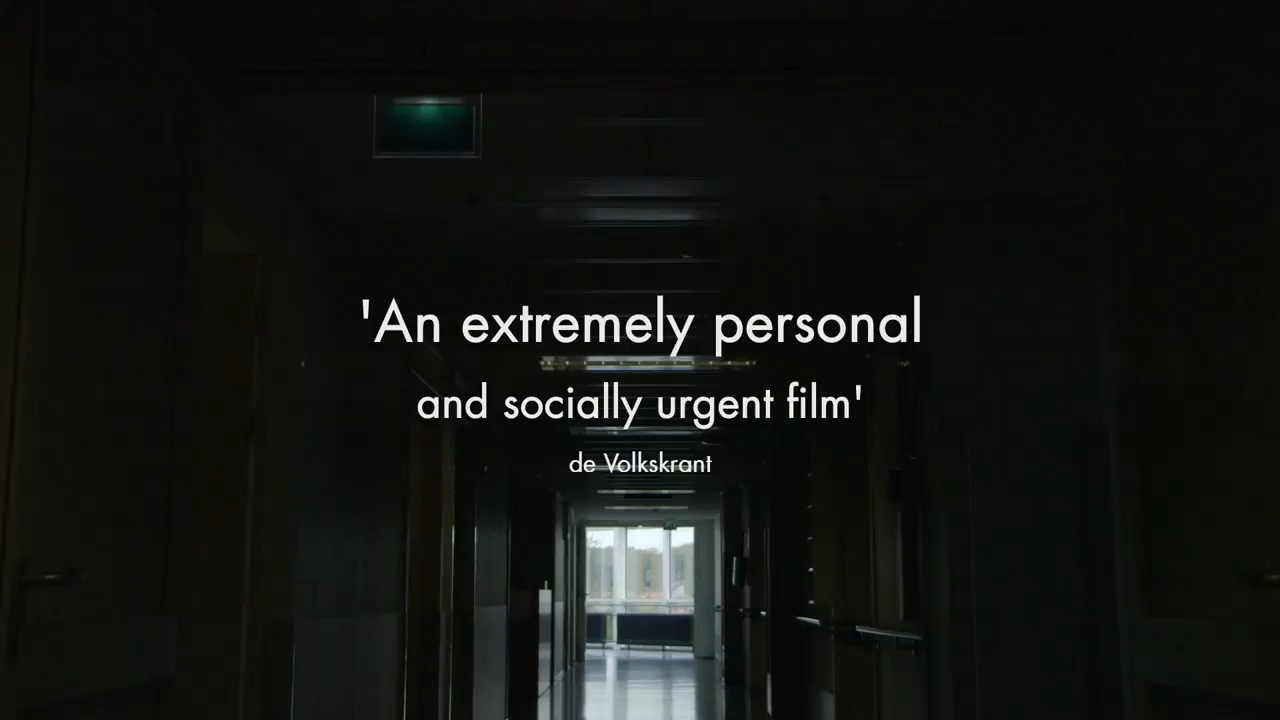 'An extremely personal
and socially urgent film'
de Volkskrant